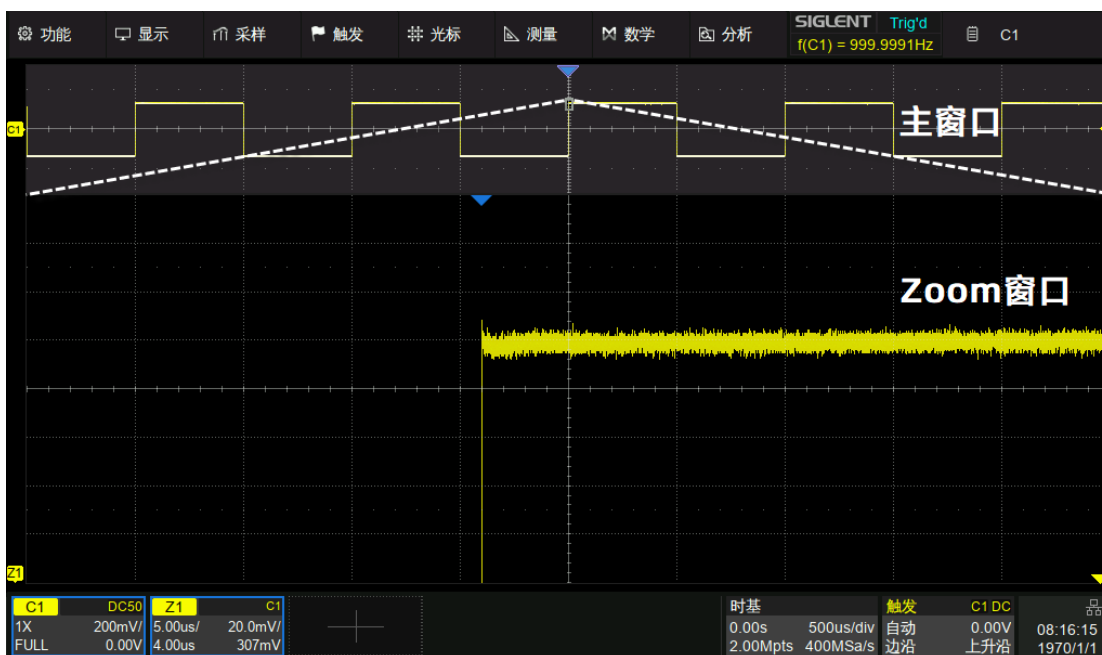 功能 显示 采样 触发 光标 测量 数学 分析 SIGLENT Trig'd C1
f(C1) = 999.9991Hz
C1
主窗口
Zoom窗口
Z1
C1 DC50 Z1 C1 时基 触发 C1 DC
1X 200mV/ 5.00us/ 20.0mV/ 0.00s 500us/div 自动 0.00V 08:16:15
FULL 0.00V 4.00us 307mV 2.00Mpts 400MSa/s 边沿 上升沿 1970/1/1